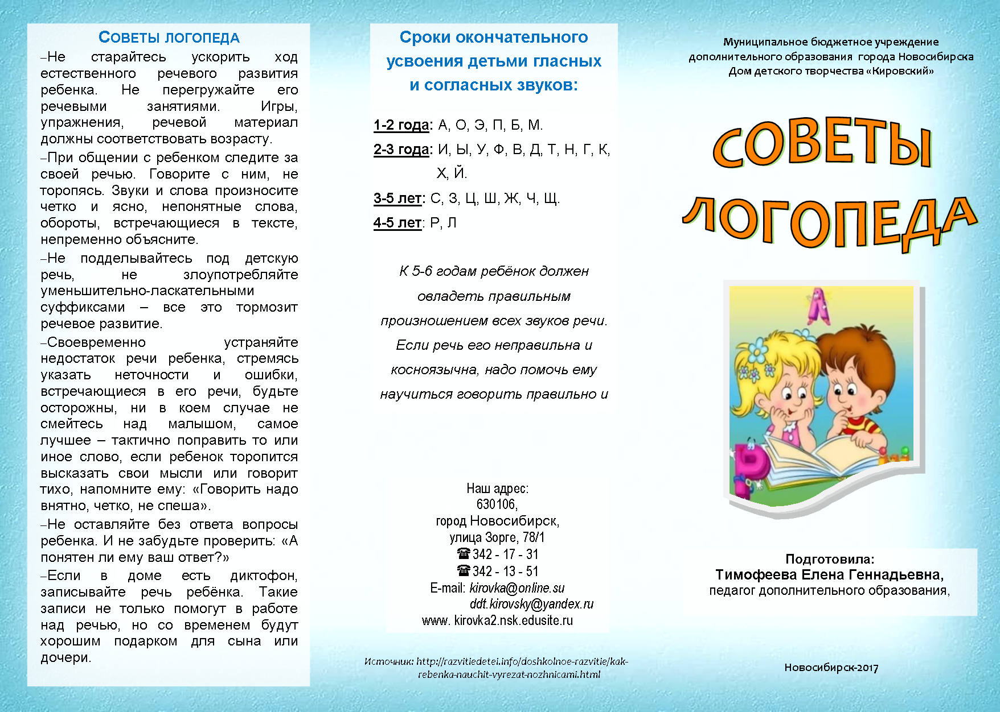 СОВЕТЫ ЛОГОПЕДА
–Не старайтесь ускорить ход
естественного речевого развития
ребенка. Не перегружайте его
речевыми занятиями. Игры,
упражнения, речевой материал
должны соответствовать возрасту.
–При общении с ребенком следите за
своей речью. Говорите с ним, не
торопясь. Звуки и слова произносите
четко и ясно, непонятные слова,
обороты, встречающиеся в тексте,
непременно объясните.
–Не подделывайтесь под детскую
речь, не злоупотребляйте
уменьшительно-ласкательными
суффиксами – все это тормозит
речевое развитие.
–Своевременно устраняйте
недостаток речи ребенка, стремясь
указать неточности и ошибки,
встречающиеся в его речи, будьте
осторожны, ни в коем случае не
смейтесь над малышом, самое
лучшее – тактично поправить то или
иное слово, если ребенок торопится
высказать свои мысли или говорит
тихо, напомните ему: «Говорить надо
внятно, четко, не спеша».
–Не оставляйте без ответа вопросы
ребенка. И не забудьте проверить: «А
понятен ли ему ваш ответ?»
–Если в доме есть диктофон,
записывайте речь ребёнка. Такие
записи не только помогут в работе
над речью, но со временем будут
хорошим подарком для сына или
дочери.
Сроки окончательного
усвоения детьми гласных
и согласных звуков:
1-2 года: А, О, Э, П, Б, М.
2-3 года: И, Ы, У, Ф, В, Д, Т, Н, Г, К,
Х, Й.
3-5 лет: С, З, Ц, Ш, Ж, Ч, Щ.
4-5 лет: Р, Л
К 5-6 годам ребёнок должен
овладеть правильным
произношением всех звуков речи.
Если речь его неправильна и
косноязычна, надо помочь ему
научиться говорить правильно и
Наш адрес:
630106,
город Новосибирск,
улица Зорге, 78/1
☎342 - 17 - 31
☎342 - 13 - 51
E-mail: kirovka@online.su
ddt.kirovsky@yandex.ru
www. kirovka2.nsk.edusite.ru
Источник: http://razvitiedetei.info/doshkolnoe-razvitie/kak-
rebenka-nauchit-vyrezat-nozhnicami.html
Муниципальное бюджетное учреждение
дополнительного образования города Новосибирска
Дом детского творчества «Кировский»
СОВЕТЫ
ЛОГОПЕДА
Л
Р
Подготовила:
Тимофеева Елена Геннадьевна,
педагог дополнительного образования,
Новосибирск-2017